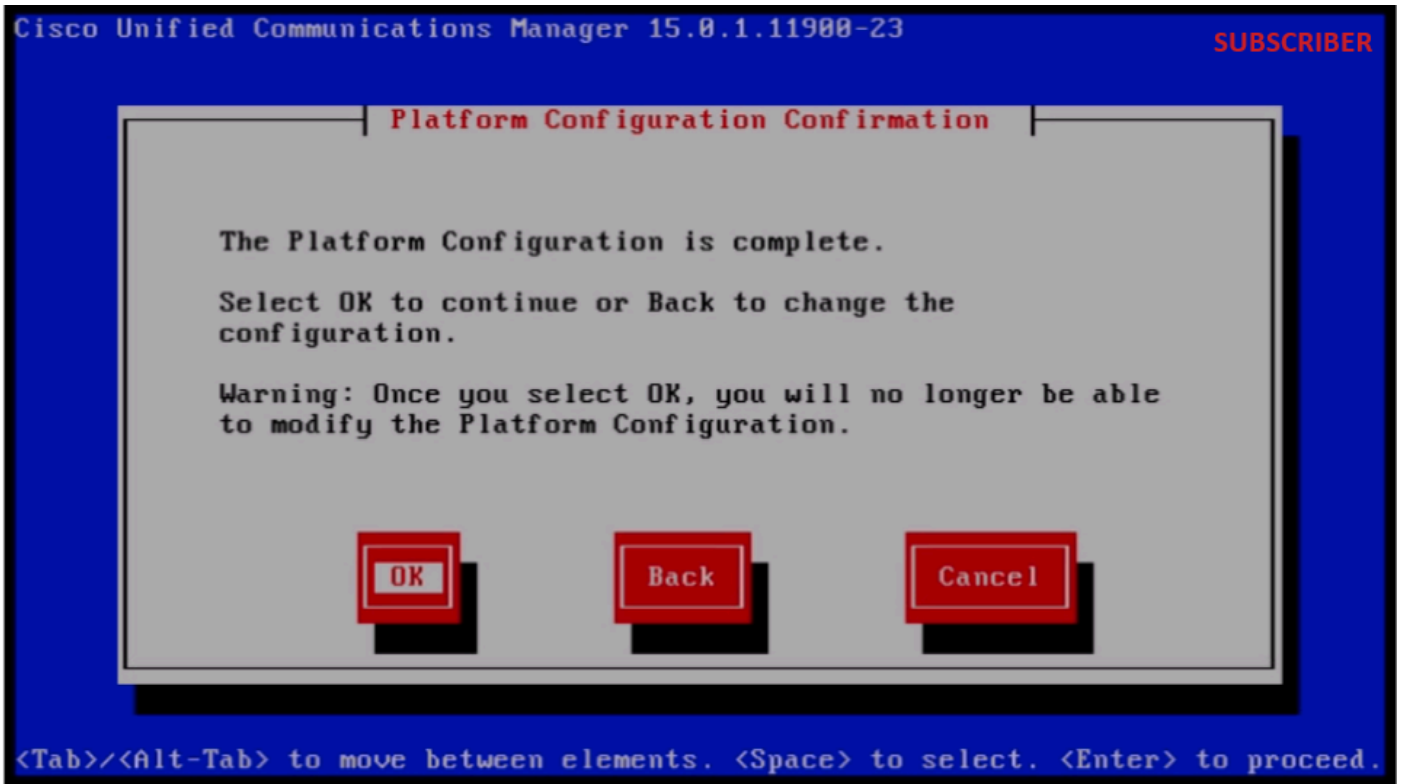 Cisco Unified Communications Manager 15.0.1.11900-23
SUBSCRIBER
Platform Configuration Confirmation
The Platform Configuration is complete.
Select OK to continue or Back to change the
configuration.
Warning: Once you select OK, you will no longer be able
to modify the Platform Configuration.
OK Back Cancel
<Tab>/<Alt-Tab> to move between elements. <Space> to select. <Enter> to proceed.